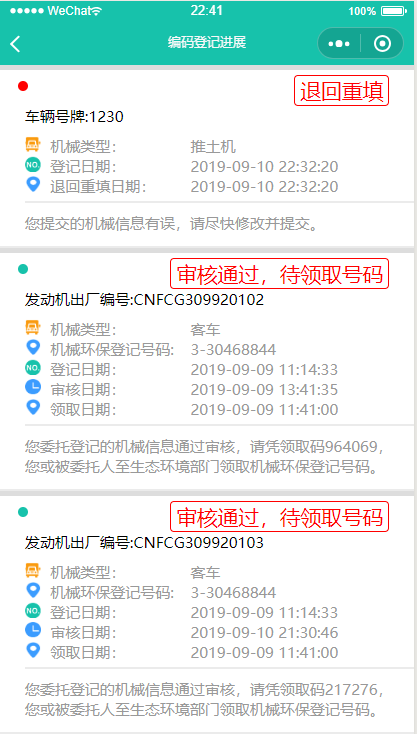 WeChat
22:41
100%
编码登记进展
退回重填
车辆号牌:1230
机械类型: 推土机
NO. 登记日期: 2019-09-10 22:32:20
退回重填日期: 2019-09-10 22:32:20
您提交的机械信息有误，请尽快修改并提交。
审核通过，待领取号码
发动机出厂编号:CNFCG309920102
机械类型: 客车
机械环保登记号码: 3-30468844
NO. 登记日期: 2019-09-09 11:14:33
审核日期: 2019-09-09 13:41:35
领取日期: 2019-09-09 11:41:00
您委托登记的机械信息通过审核，请凭领取码964069，
您或被委托人至生态环境部门领取机械环保登记号码。
审核通过，待领取号码
发动机出厂编号:CNFCG309920103
机械类型: 客车
机械环保登记号码: 3-30468844
NO. 登记日期: 2019-09-09 11:14:33
审核日期: 2019-09-10 21:30:46
领取日期: 2019-09-09 11:41:00
您委托登记的机械信息通过审核，请凭领取码217276，
您或被委托人至生态环境部门领取机械环保登记号码。